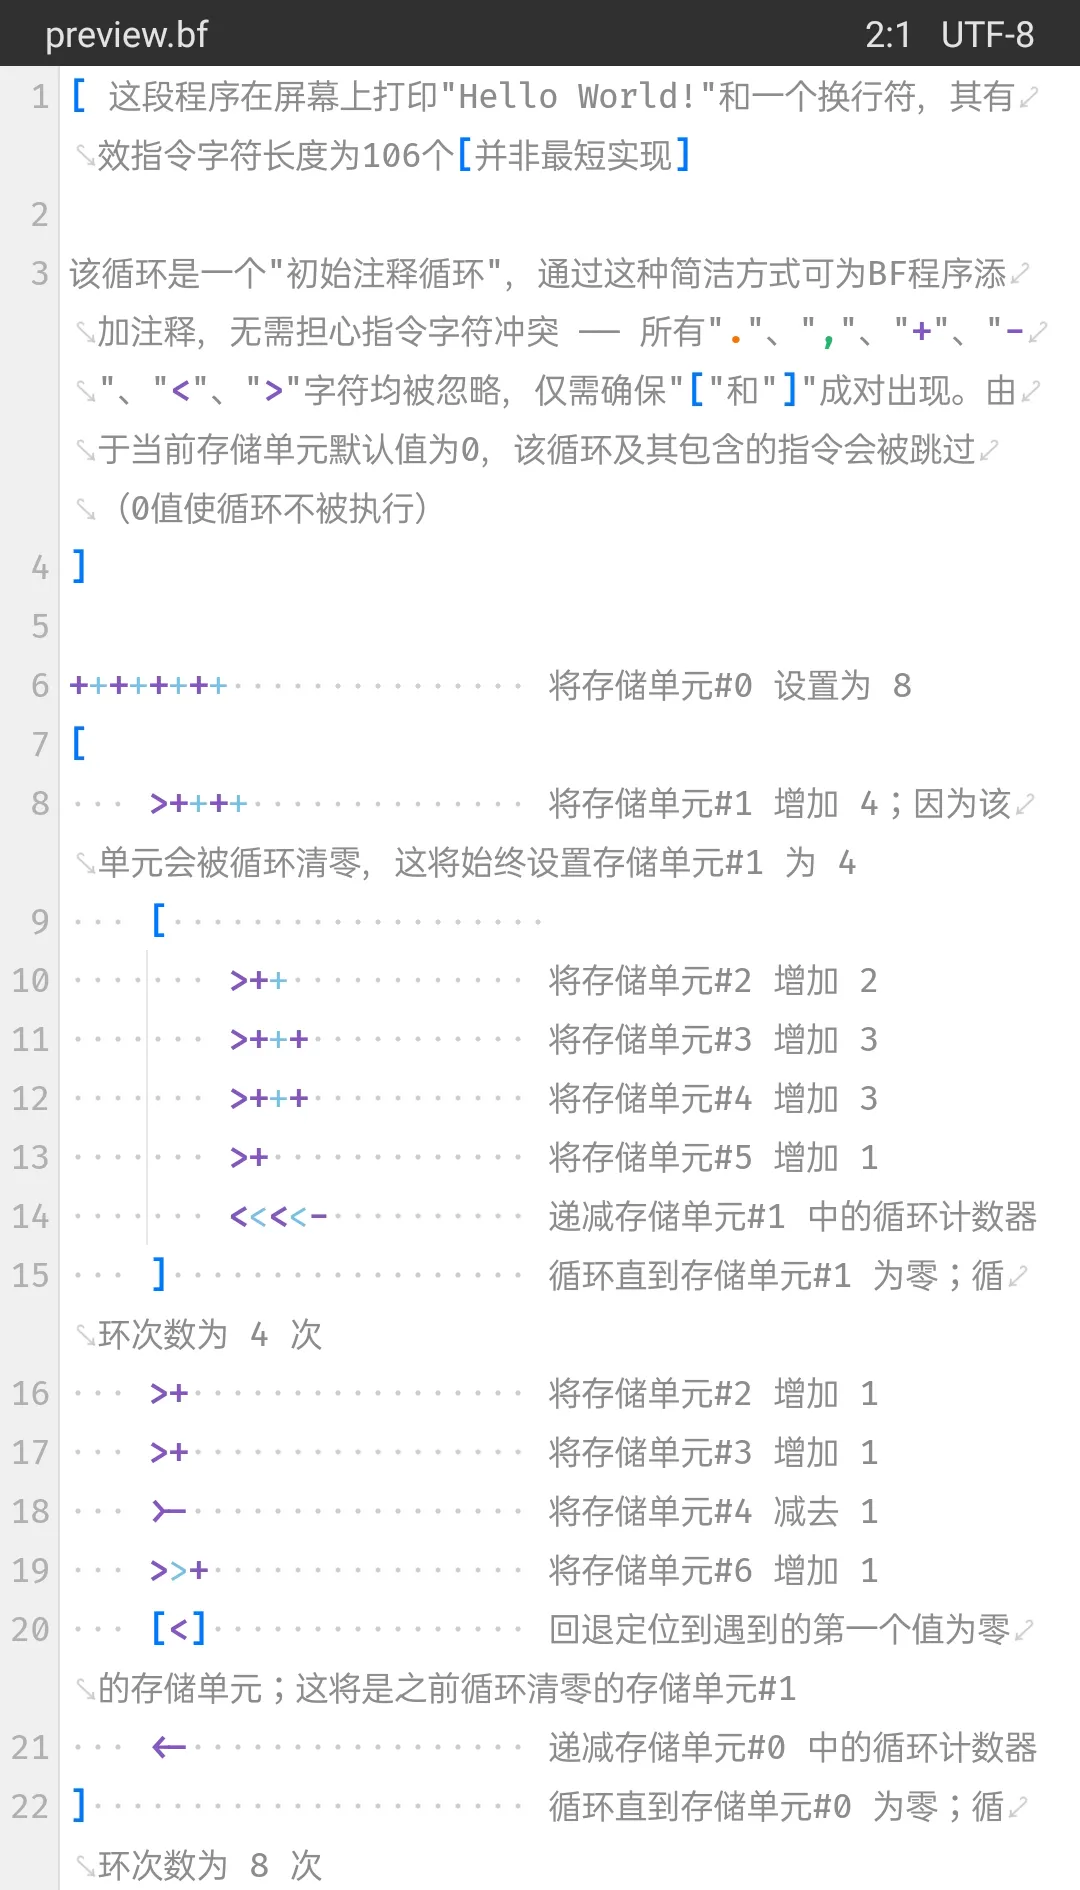 preview.bf 2:1 UTF-8
1 [ 这段程序在屏幕上打印"Hello World!"和一个换行符，其有
效指令字符长度为106个[并非最短实现]
2
3 该循环是一个"初始注释循环"，通过这种简洁方式可为BF程序添
加注释，无需担心指令字符冲突 —— 所有"."、","、"+"、"-
"、"<"、">"字符均被忽略，仅需确保"["和"]"成对出现。由
于当前存储单元默认值为0，该循环及其包含的指令会被跳过
（0值使循环不被执行）
4 ]
5
6 ++++++++ 将存储单元#0 设置为 8
7 [
8 >++++ 将存储单元#1 增加 4；因为该
单元会被循环清零，这将始终设置存储单元#1 为 4
9 [
10 >++ 将存储单元#2 增加 2
11 >+++ 将存储单元#3 增加 3
12 >+++ 将存储单元#4 增加 3
13 >+ 将存储单元#5 增加 1
14 <<<<- 递减存储单元#1 中的循环计数器
15 ] 循环直到存储单元#1 为零；循
环次数为 4 次
16 >+ 将存储单元#2 增加 1
17 >+ 将存储单元#3 增加 1
18 >- 将存储单元#4 减去 1
19 >>+ 将存储单元#6 增加 1
20 [<] 回退定位到遇到的第一个值为零
的存储单元；这将是之前循环清零的存储单元#1
21 <- 递减存储单元#0 中的循环计数器
22 ] 循环直到存储单元#0 为零；循
环次数为 8 次